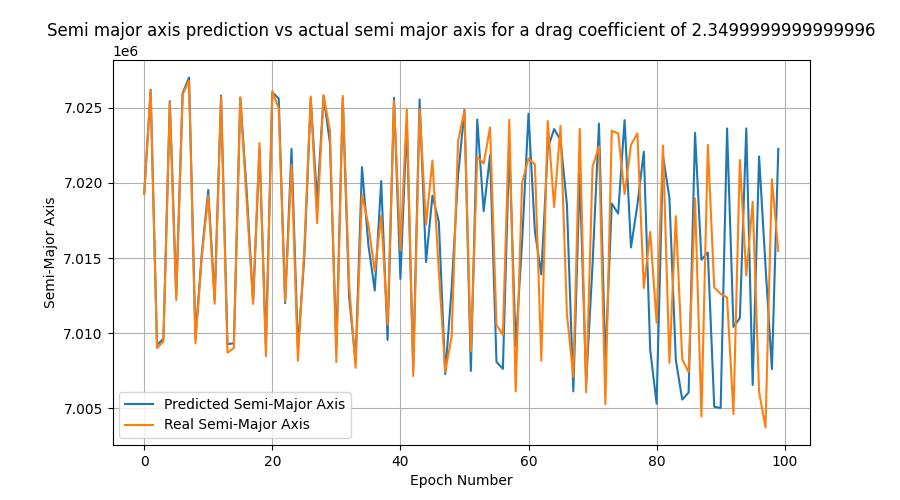 Semi major axis prediction vs actual semi major axis for a drag coefficient of 2.3499999999999996
1e6
7.025
7.020
7.015
7.010
7.005
Semi-Major Axis
Predicted Semi-Major Axis
Real Semi-Major Axis
0 20 40 60 80 100
Epoch Number